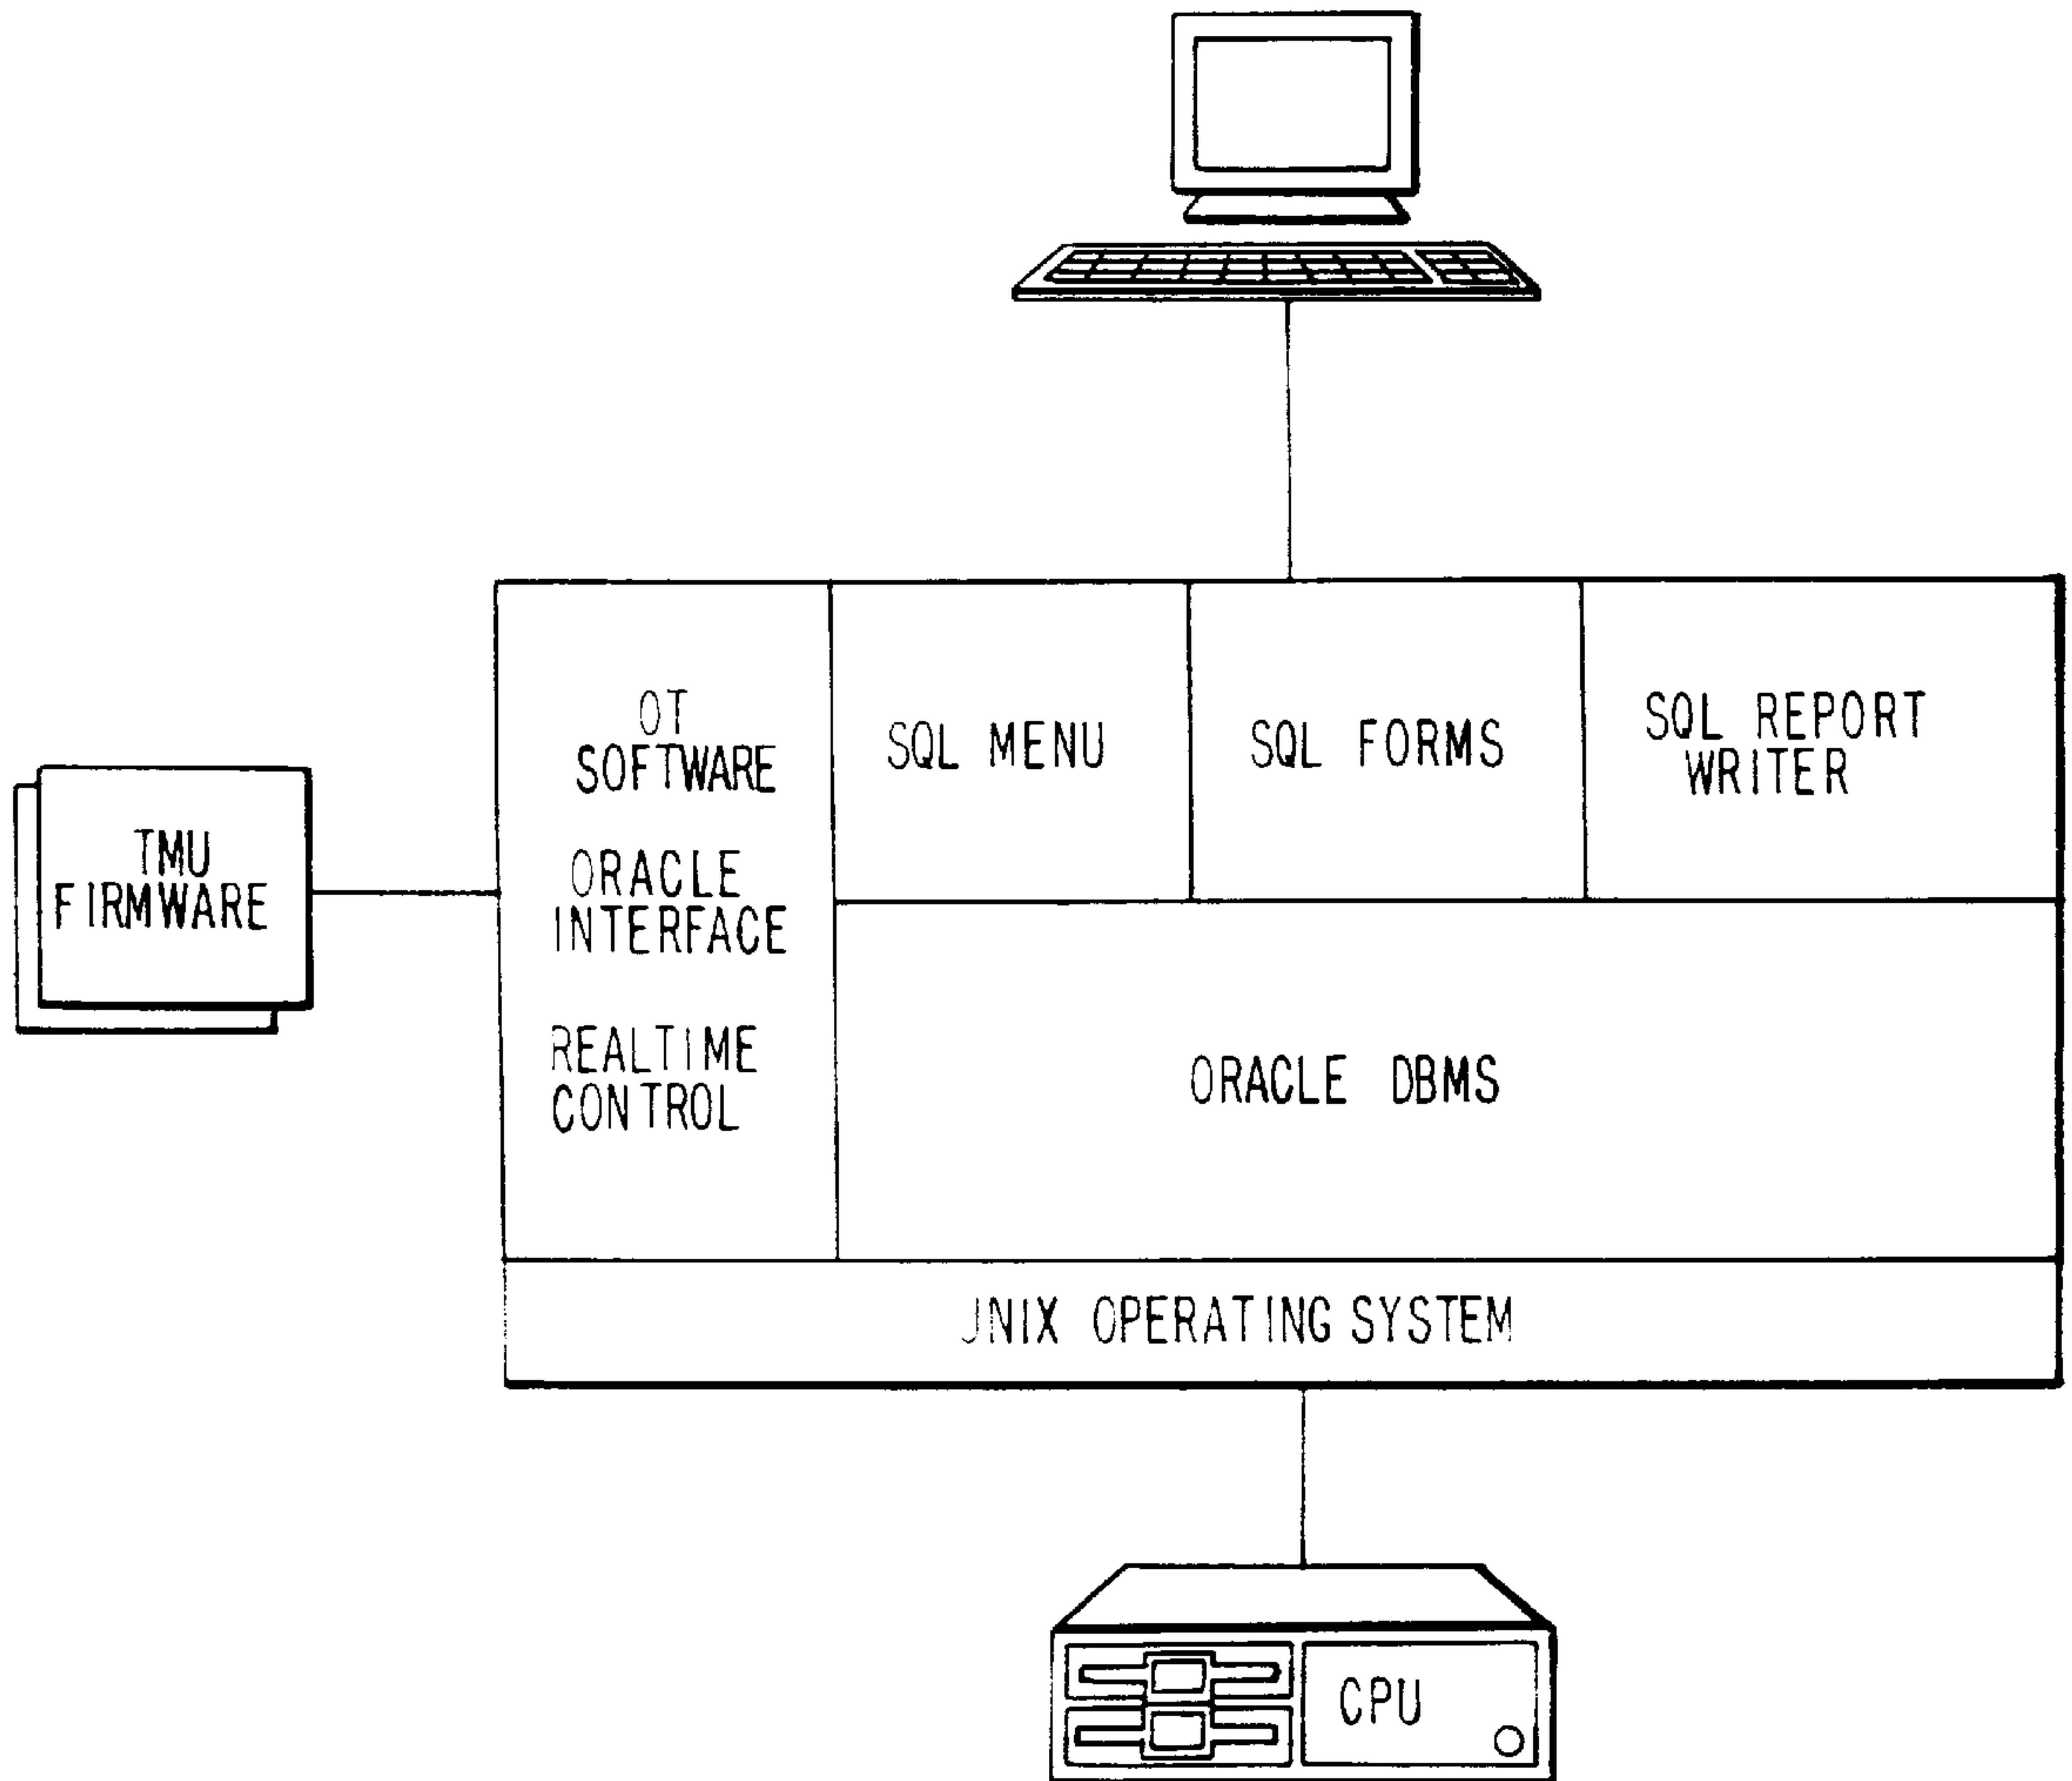 OT
SOFTWARE
SQL MENU
SQL FORMS
SQL REPORT
WRITER
TMU
FIRMWARE
ORACLE
INTERFACE
REALTIME
CONTROL
ORACLE DBMS
UNIX OPERATING SYSTEM
CPU